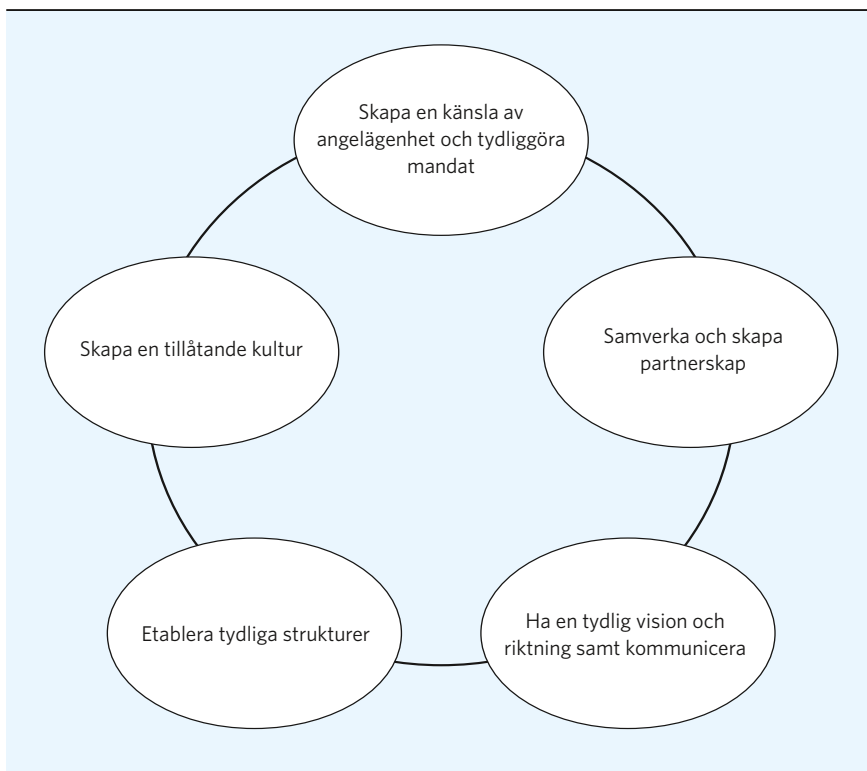 Skapa en känsla av
angelägenhet och tydliggöra
mandat
Skapa en tillåtande kultur
Samverka och skapa
partnerskap
Etablera tydliga strukturer
Ha en tydlig vision och
riktning samt kommunicera